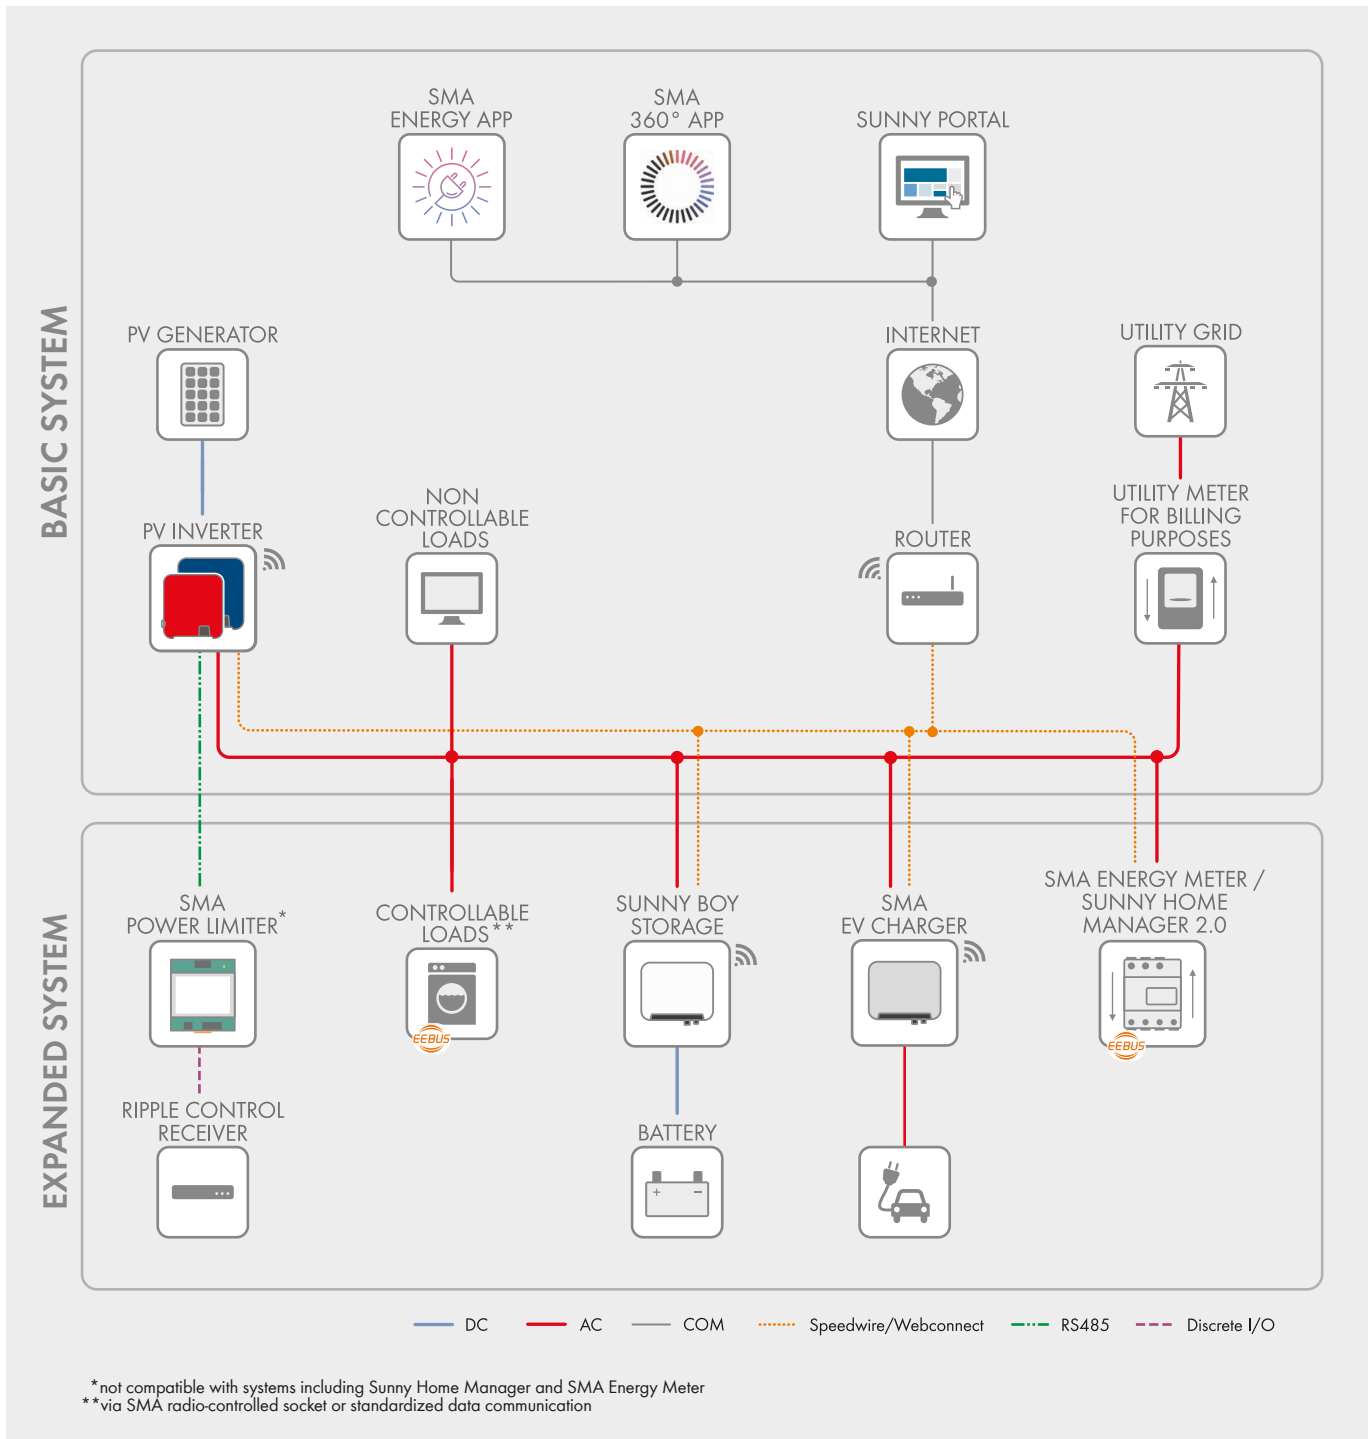 BASIC SYSTEM
SMA
ENERGY APP
SMA
360° APP
SUNNY PORTAL
PV GENERATOR
INTERNET
UTILITY GRID
PV INVERTER
NON
CONTROLLABLE
LOADS
ROUTER
UTILITY METER
FOR BILLING
PURPOSES
EXPANDED SYSTEM
SMA
POWER LIMITER*
CONTROLLABLE
LOADS**
EEBUS
SUNNY BOY
STORAGE
SMA
EV CHARGER
SMA ENERGY METER /
SUNNY HOME
MANAGER 2.0
EEBUS
RIPPLE CONTROL
RECEIVER
BATTERY
+ −
DC
AC
COM
Speedwire/Webconnect
RS485
Discrete I/O
*not compatible with systems including Sunny Home Manager and SMA Energy Meter
**via SMA radio-controlled socket or standardized data communication